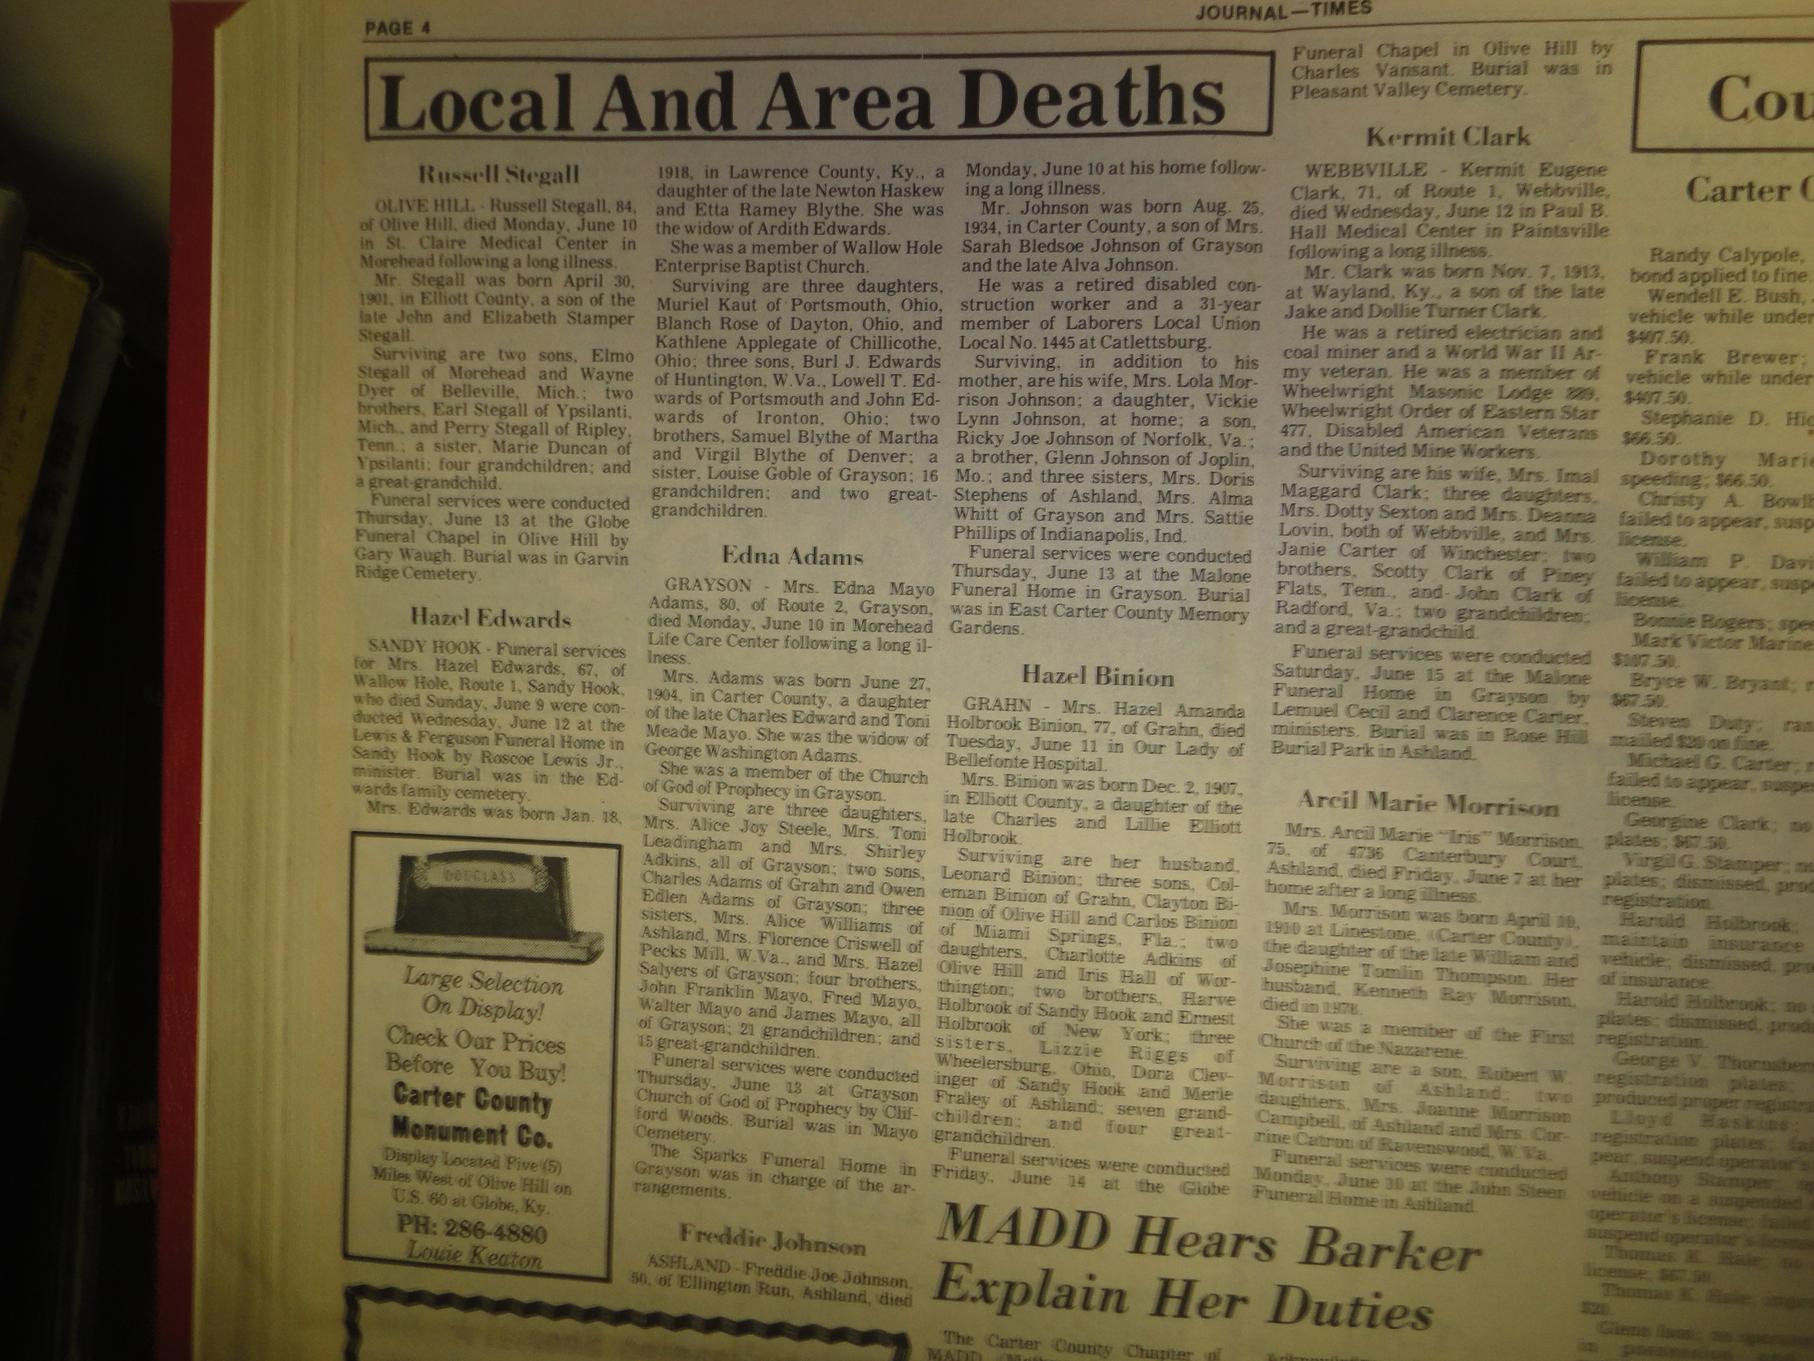 PAGE 4
JOURNAL—TIMES
Local And Area Deaths
Russell Stegall
OLIVE HILL - Russell Stegall, 84,
of Olive Hill, died Monday, June 10
in St. Claire Medical Center in
Morehead following a long illness.
Mr. Stegall was born April 30,
1901, in Elliott County, a son of the
late John and Elizabeth Stamper
Stegall.
Surviving are two sons, Elmo
Stegall of Morehead and Wayne
Dyer of Belleville, Mich.; two
brothers, Earl Stegall of Ypsilanti,
Mich., and Perry Stegall of Ripley,
Tenn.; a sister, Marie Duncan of
Ypsilanti; four grandchildren; and
a great-grandchild.
Funeral services were conducted
Thursday, June 13 at the Globe
Funeral Chapel in Olive Hill by
Gary Waugh. Burial was in Garvin
Ridge Cemetery.
Hazel Edwards
SANDY HOOK - Funeral services
for Mrs. Hazel Edwards, 67, of
Wallow Hole, Route 1, Sandy Hook,
who died Sunday, June 9 were con-
ducted Wednesday, June 12 at the
Lewis & Ferguson Funeral Home in
Sandy Hook by Roscoe Lewis Jr.,
minister. Burial was in the Ed-
wards family cemetery.
Mrs. Edwards was born Jan. 18,
DOUGLASS
Large Selection
On Display!
Check Our Prices
Before You Buy!
Carter County
Monument Co.
Display Located Five (5)
Miles West of Olive Hill on
U.S. 60 at Globe, Ky.
PH: 286-4880
Louie Keaton
1918, in Lawrence County, Ky., a
daughter of the late Newton Haskew
and Etta Ramey Blythe. She was
the widow of Ardith Edwards.
She was a member of Wallow Hole
Enterprise Baptist Church.
Surviving are three daughters,
Muriel Kaut of Portsmouth, Ohio,
Blanch Rose of Dayton, Ohio, and
Kathlene Applegate of Chillicothe,
Ohio; three sons, Burl J. Edwards
of Huntington, W.Va., Lowell T. Ed-
wards of Portsmouth and John Ed-
wards of Ironton, Ohio; two
brothers, Samuel Blythe of Martha
and Virgil Blythe of Denver; a
sister, Louise Goble of Grayson; 16
grandchildren; and two great-
grandchildren.
Edna Adams
GRAYSON - Mrs. Edna Mayo
Adams, 80, of Route 2, Grayson,
died Monday, June 10 in Morehead
Life Care Center following a long il-
lness.
Mrs. Adams was born June 27,
1904, in Carter County, a daughter
of the late Charles Edward and Toni
Meade Mayo. She was the widow of
George Washington Adams.
She was a member of the Church
of God of Prophecy in Grayson.
Surviving are three daughters,
Mrs. Alice Joy Steele, Mrs. Toni
Leadingham and Mrs. Shirley
Adkins, all of Grayson; two sons,
Charles Adams of Grahn and Owen
Edlen Adams of Grayson; three
sisters, Mrs. Alice Williams of
Ashland, Mrs. Florence Criswell of
Pecks Mill, W.Va., and Mrs. Hazel
Salyers of Grayson; four brothers,
John Franklin Mayo, Fred Mayo,
Walter Mayo and James Mayo, all
of Grayson; 21 grandchildren; and
15 great-grandchildren.
Funeral services were conducted
Thursday, June 13 at Grayson
Church of God of Prophecy by Clif-
ford Woods. Burial was in Mayo
Cemetery.
The Sparks Funeral Home in
Grayson was in charge of the ar-
rangements.
Freddie Johnson
ASHLAND - Freddie Joe Johnson,
50, of Ellington Run, Ashland, died
Monday, June 10 at his home follow-
ing a long illness.
Mr. Johnson was born Aug. 25,
1934, in Carter County, a son of Mrs.
Sarah Bledsoe Johnson of Grayson
and the late Alva Johnson.
He was a retired disabled con-
struction worker and a 31-year
member of Laborers Local Union
Local No. 1445 at Catlettsburg.
Surviving, in addition to his
mother, are his wife, Mrs. Lola Mor-
rison Johnson; a daughter, Vickie
Lynn Johnson, at home; a son,
Ricky Joe Johnson of Norfolk, Va.;
a brother, Glenn Johnson of Joplin,
Mo.; and three sisters, Mrs. Doris
Stephens of Ashland, Mrs. Alma
Whitt of Grayson and Mrs. Sattie
Phillips of Indianapolis, Ind.
Funeral services were conducted
Thursday, June 13 at the Malone
Funeral Home in Grayson. Burial
was in East Carter County Memory
Gardens.
Hazel Binion
GRAHN - Mrs. Hazel Amanda
Holbrook Binion, 77, of Grahn, died
Tuesday, June 11 in Our Lady of
Bellefonte Hospital.
Mrs. Binion was born Dec. 2, 1907,
in Elliott County, a daughter of the
late Charles and Lillie Elliott
Holbrook.
Surviving are her husband,
Leonard Binion; three sons, Col-
eman Binion of Grahn, Clayton Bi-
nion of Olive Hill and Carlos Binion
of Miami Springs, Fla.; two
daughters, Charlotte Adkins of
Olive Hill and Iris Hall of Wor-
thington; two brothers, Harve
Holbrook of Sandy Hook and Ernest
Holbrook of New York; three
sisters, Lizzie Riggs of
Wheelersburg, Ohio, Dora Clev-
inger of Sandy Hook and Merle
Fraley of Ashland; seven grand-
children; and four great-
grandchildren.
Funeral services were conducted
Friday, June 14 at the Globe
Funeral Chapel in Olive Hill by
Charles Vansant. Burial was in
Pleasant Valley Cemetery.
Kermit Clark
WEBBVILLE - Kermit Eugene
Clark, 71, of Route 1, Webbville,
died Wednesday, June 12 in Paul B.
Hall Medical Center in Paintsville
following a long illness.
Mr. Clark was born Nov. 7, 1913,
at Wayland, Ky., a son of the late
Jake and Dollie Turner Clark.
He was a retired electrician and
coal miner and a World War II Ar-
my veteran. He was a member of
Wheelwright Masonic Lodge
Wheelwright Order of Eastern Star
477, Disabled American Veterans
and the United Mine Workers.
Surviving are his wife, Mrs. Imal
Maggard Clark; three daughters,
Mrs. Dotty Sexton and Mrs. Deanna
Lovin, both of Webbville, and Mrs.
Janie Carter of Winchester; two
brothers, Scotty Clark of Piney
Flats, Tenn., and John Clark of
Radford, Va.; two grandchildren;
and a great-grandchild.
Funeral services were conducted
Saturday, June 15 at the Malone
Funeral Home in Grayson by
Lemuel Cecil and Clarence Carter,
ministers. Burial was in Rose Hill
Burial Park in Ashland.
Arcil Marie Morrison
Mrs. Arcil Marie "Iris" Morrison,
75, of 4736 Canterbury Court,
Ashland, died Friday, June 7 at her
home after a long illness.
Mrs. Morrison was born April 10,
1910 at Linestone, (Carter County),
the daughter of the late William and
Josephine Tomlin Thompson. Her
husband, Kenneth Ray Morrison,
died in 1978.
She was a member of the First
Church of the Nazarene.
Surviving are a son, Robert W
Morrison of Ashland; two
daughters, Mrs. Joanne Morrison
Campbell, of Ashland and Mrs. Cor-
rine Catron of Ravenswood, W.Va.
Funeral services were conducted
Monday, June 10 at the John Steen
Funeral Home in Ashland.
MADD Hears Barker
Explain Her Duties
The Carter County Chapter of
MADD
Cou
Carter C
Randy Calypole,
bond applied to fine.
Wendell E. Bush,
vehicle while under
$407.50.
Frank Brewer;
vehicle while under
$407.50.
Stephanie D. Hig
$66.50.
Dorothy Marie
speeding; $66.50.
Christy A. Bowl
failed to appear, susp
license.
William P. Davi
failed to appear, susp
license.
Bonnie Rogers; spe
Mark Victor Marine
$107.50.
Bryce W. Bryant; r
$67.50.
Steven Duty; ran
mailed $20 on fine.
Michael G. Carter; r
failed to appear, suspe
license.
Georgine Clark; no
plates; $67.50.
Virgil G. Stamper; no
plates; dismissed, prod
registration.
Harold Holbrook;
maintain insurance
vehicle; dismissed, pro
of insurance.
Harold Holbrook; no
plates; dismissed, prod
registration.
George V. Thornsber
registration plates;
produced proper registra
Lloyd Haskins;
registration plates; fai
pear, suspend operator's
Anthony Stamper;
vehicle on a suspended
operator's license; failed
suspend operator's license
Thomas K. Hale; no
license; $67.50.
Thomas K. Hale;
$20.